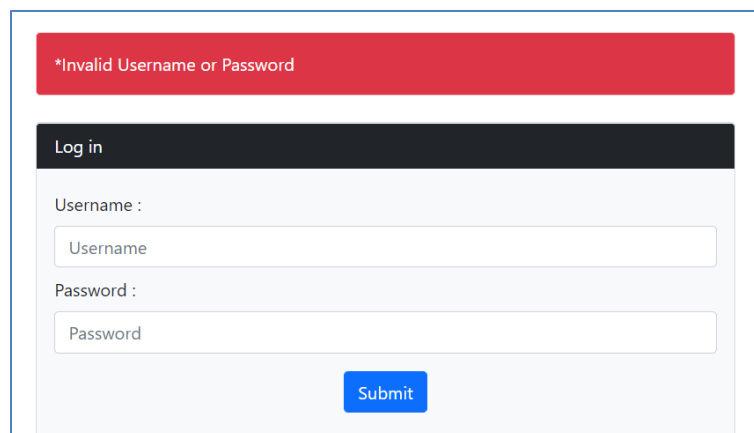 *Invalid Username or Password
Log in
Username :
Username
Password :
Password
Submit